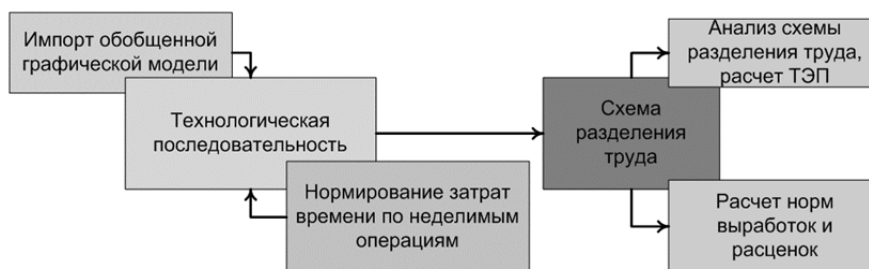 Импорт обобщенной
графической модели
Технологическая
последовательность
Нормирование затрат
времени по неделимым
операциям
Схема
разделения
труда
Анализ схемы
разделения труда,
расчет ТЭП
Расчет норм
выработок и
расценок